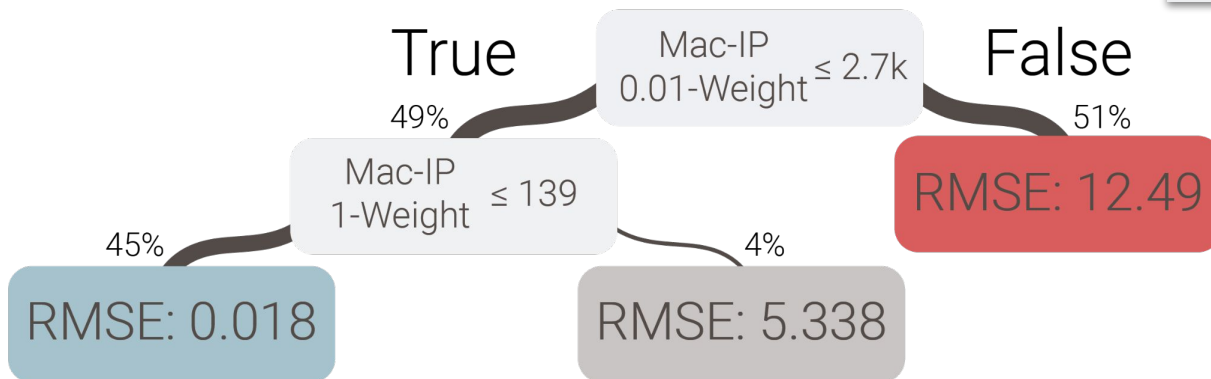 True
Mac-IP
0.01-Weight ≤ 2.7k
False
49%
51%
Mac-IP
1-Weight ≤ 139
RMSE: 12.49
45%
4%
RMSE: 0.018
RMSE: 5.338